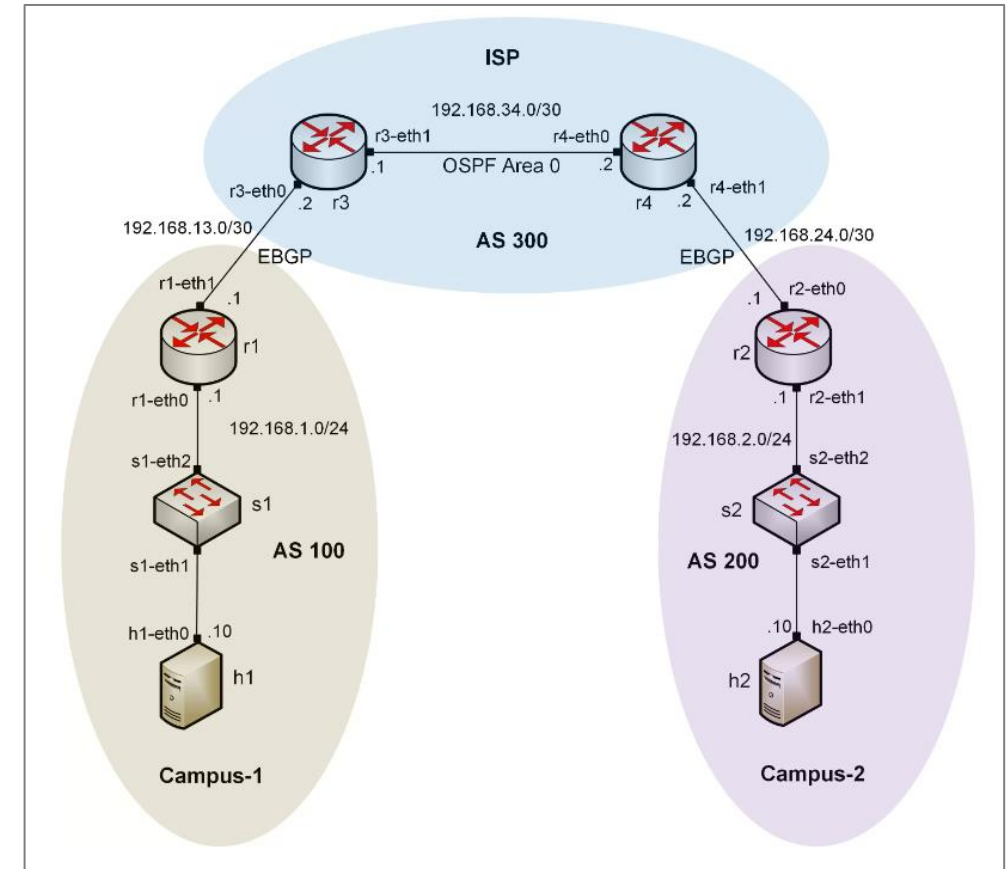 ISP
192.168.34.0/30
r3-eth1
r4-eth0
.1
OSPF Area 0
.2
r3-eth0
.2
r3
r4
.2
r4-eth1
192.168.13.0/30
AS 300
192.168.24.0/30
EBGP
EBGP
r1-eth1
.1
.1
r2-eth0
r1
r2
r1-eth0
.1
.1
r2-eth1
192.168.1.0/24
192.168.2.0/24
s1-eth2
s2-eth2
s1
s2
AS 100
AS 200
s1-eth1
s2-eth1
h1-eth0
.10
.10
h2-eth0
h1
h2
Campus-1
Campus-2